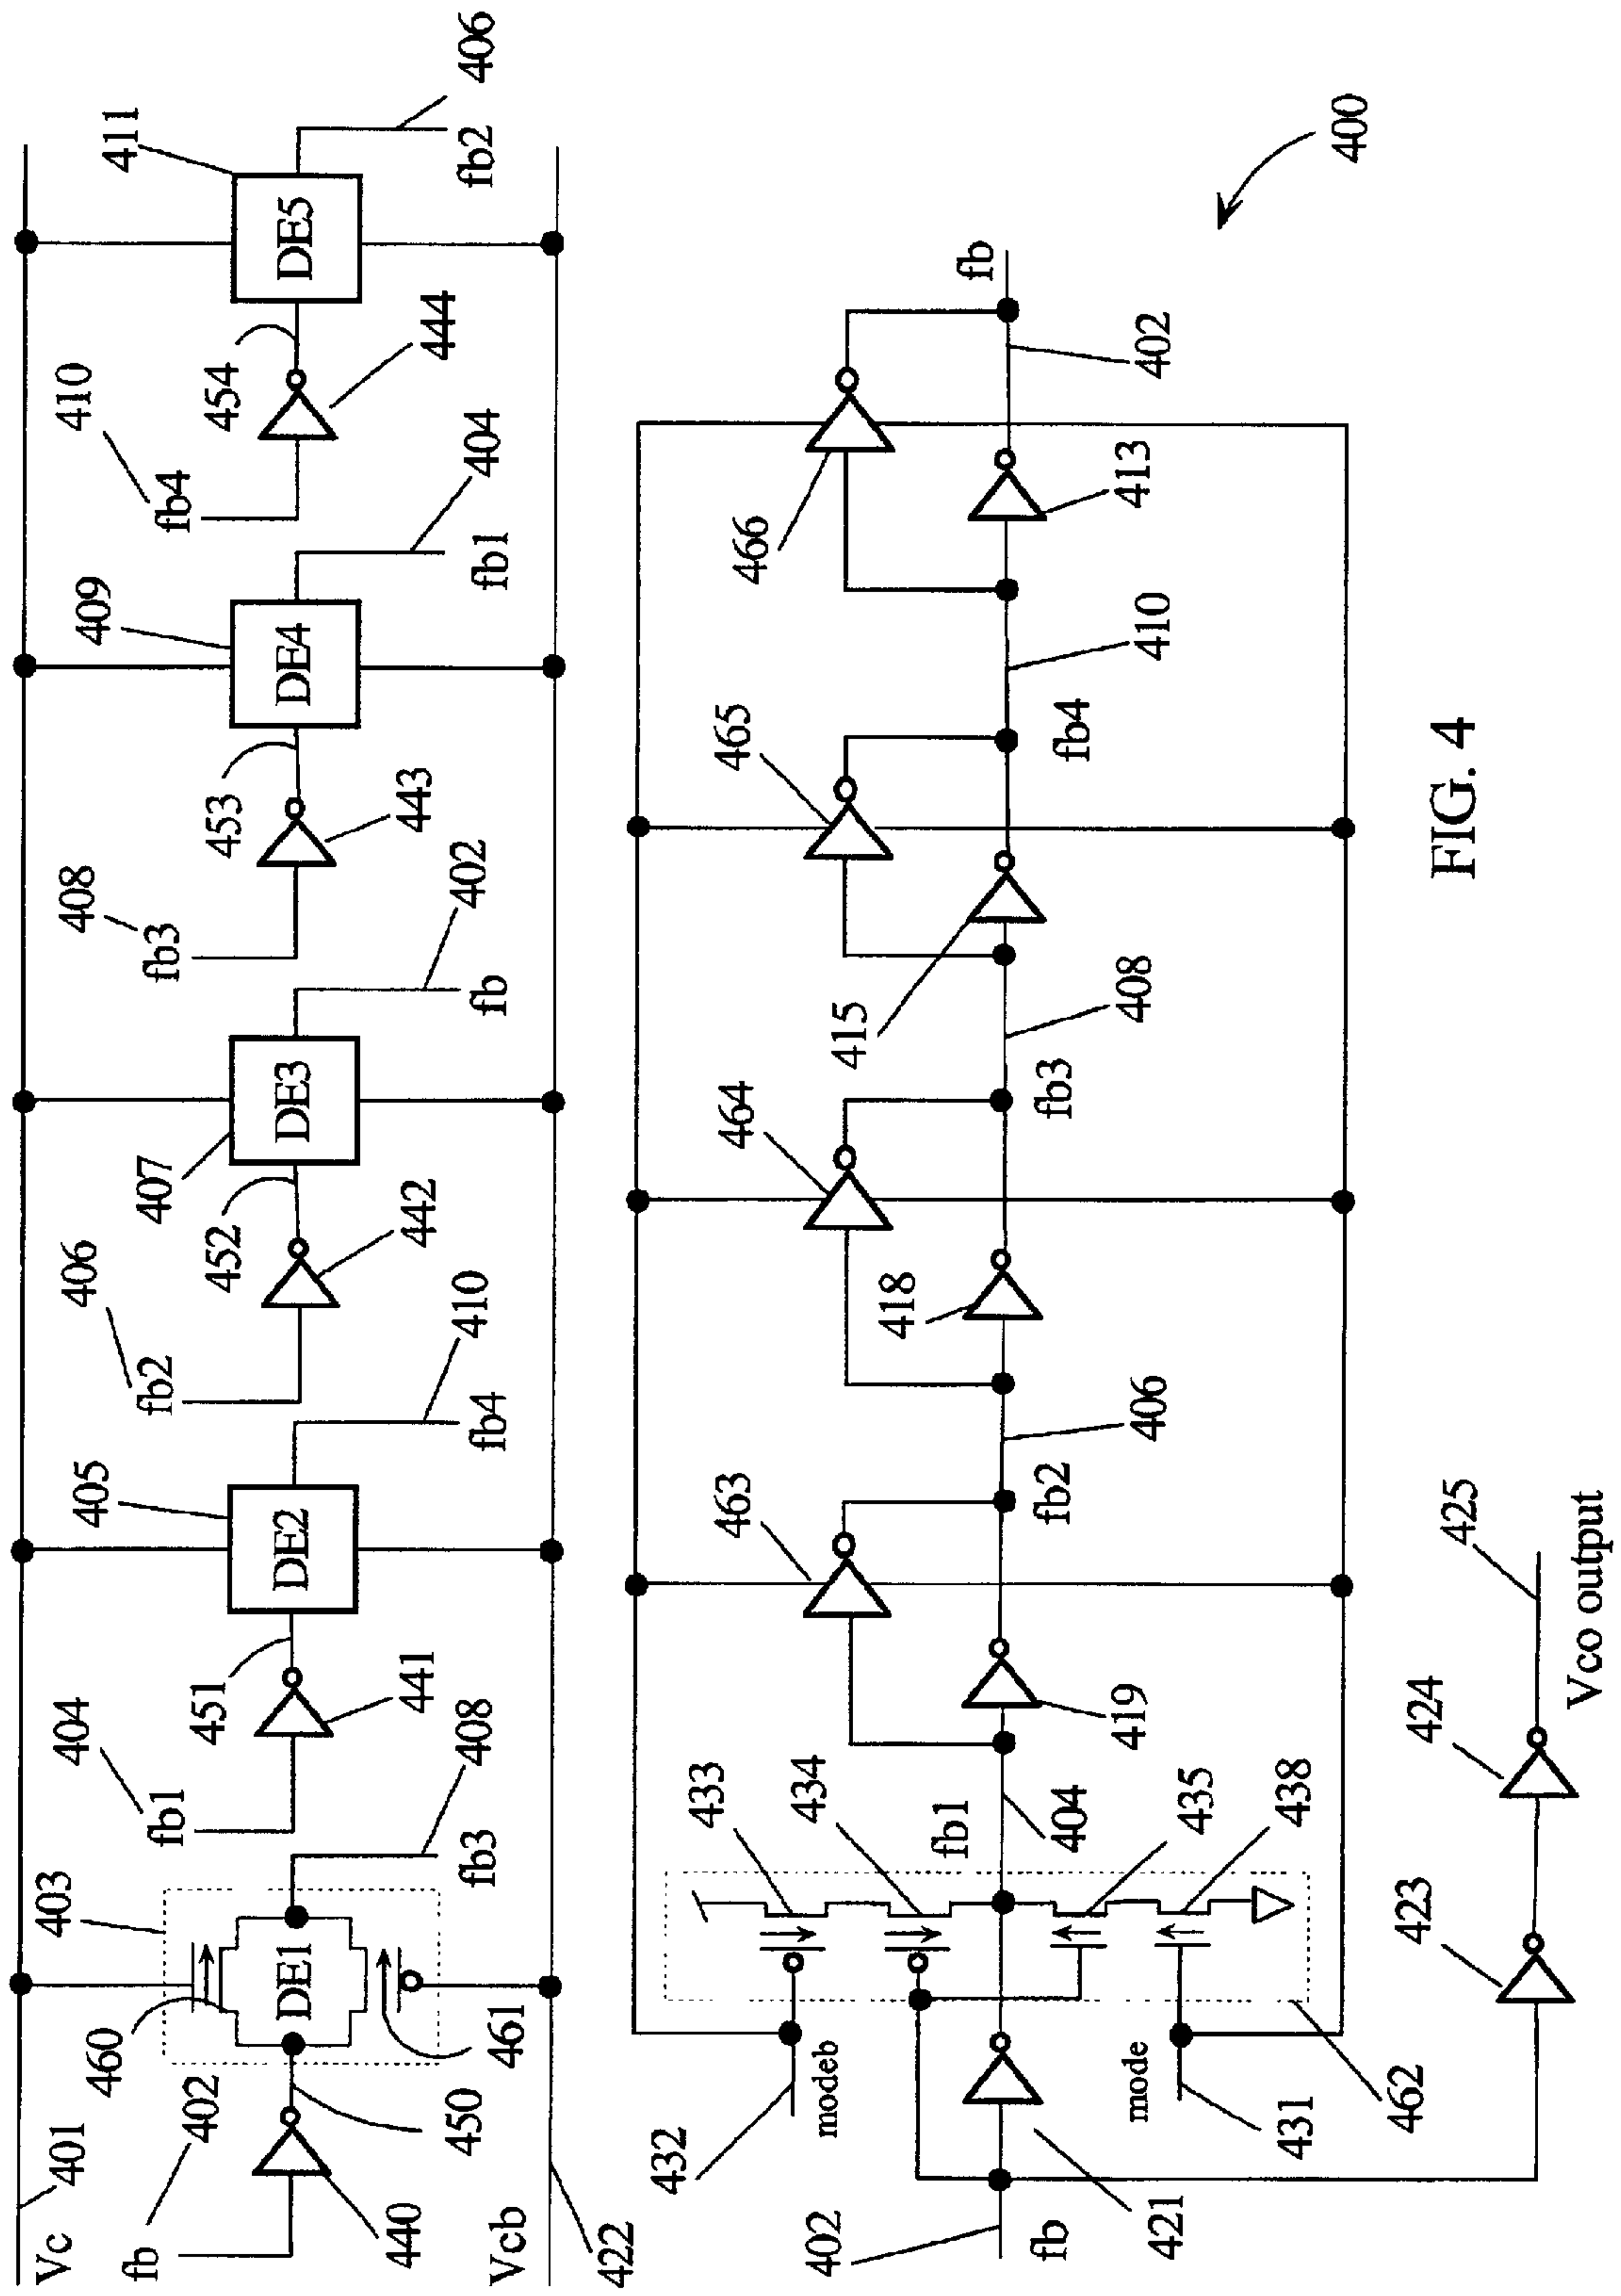 Vc
401
fb
402
440
450
460
461
403
DE1
408
fb3
404
fb1
441
451
405
DE2
410
fb4
406
fb2
442
452
407
DE3
402
fb
408
fb3
443
453
409
DE4
404
fb1
410
fb4
444
454
411
DE5
406
fb2
Vcb
422
432
modeb
402
fb
421
mode
431
462
433
434
fb1
404
435
438
419
463
fb2
406
418
464
fb3
408
415
465
fb4
410
466
413
402
fb
400
423
424
425
Vco output
FIG. 4